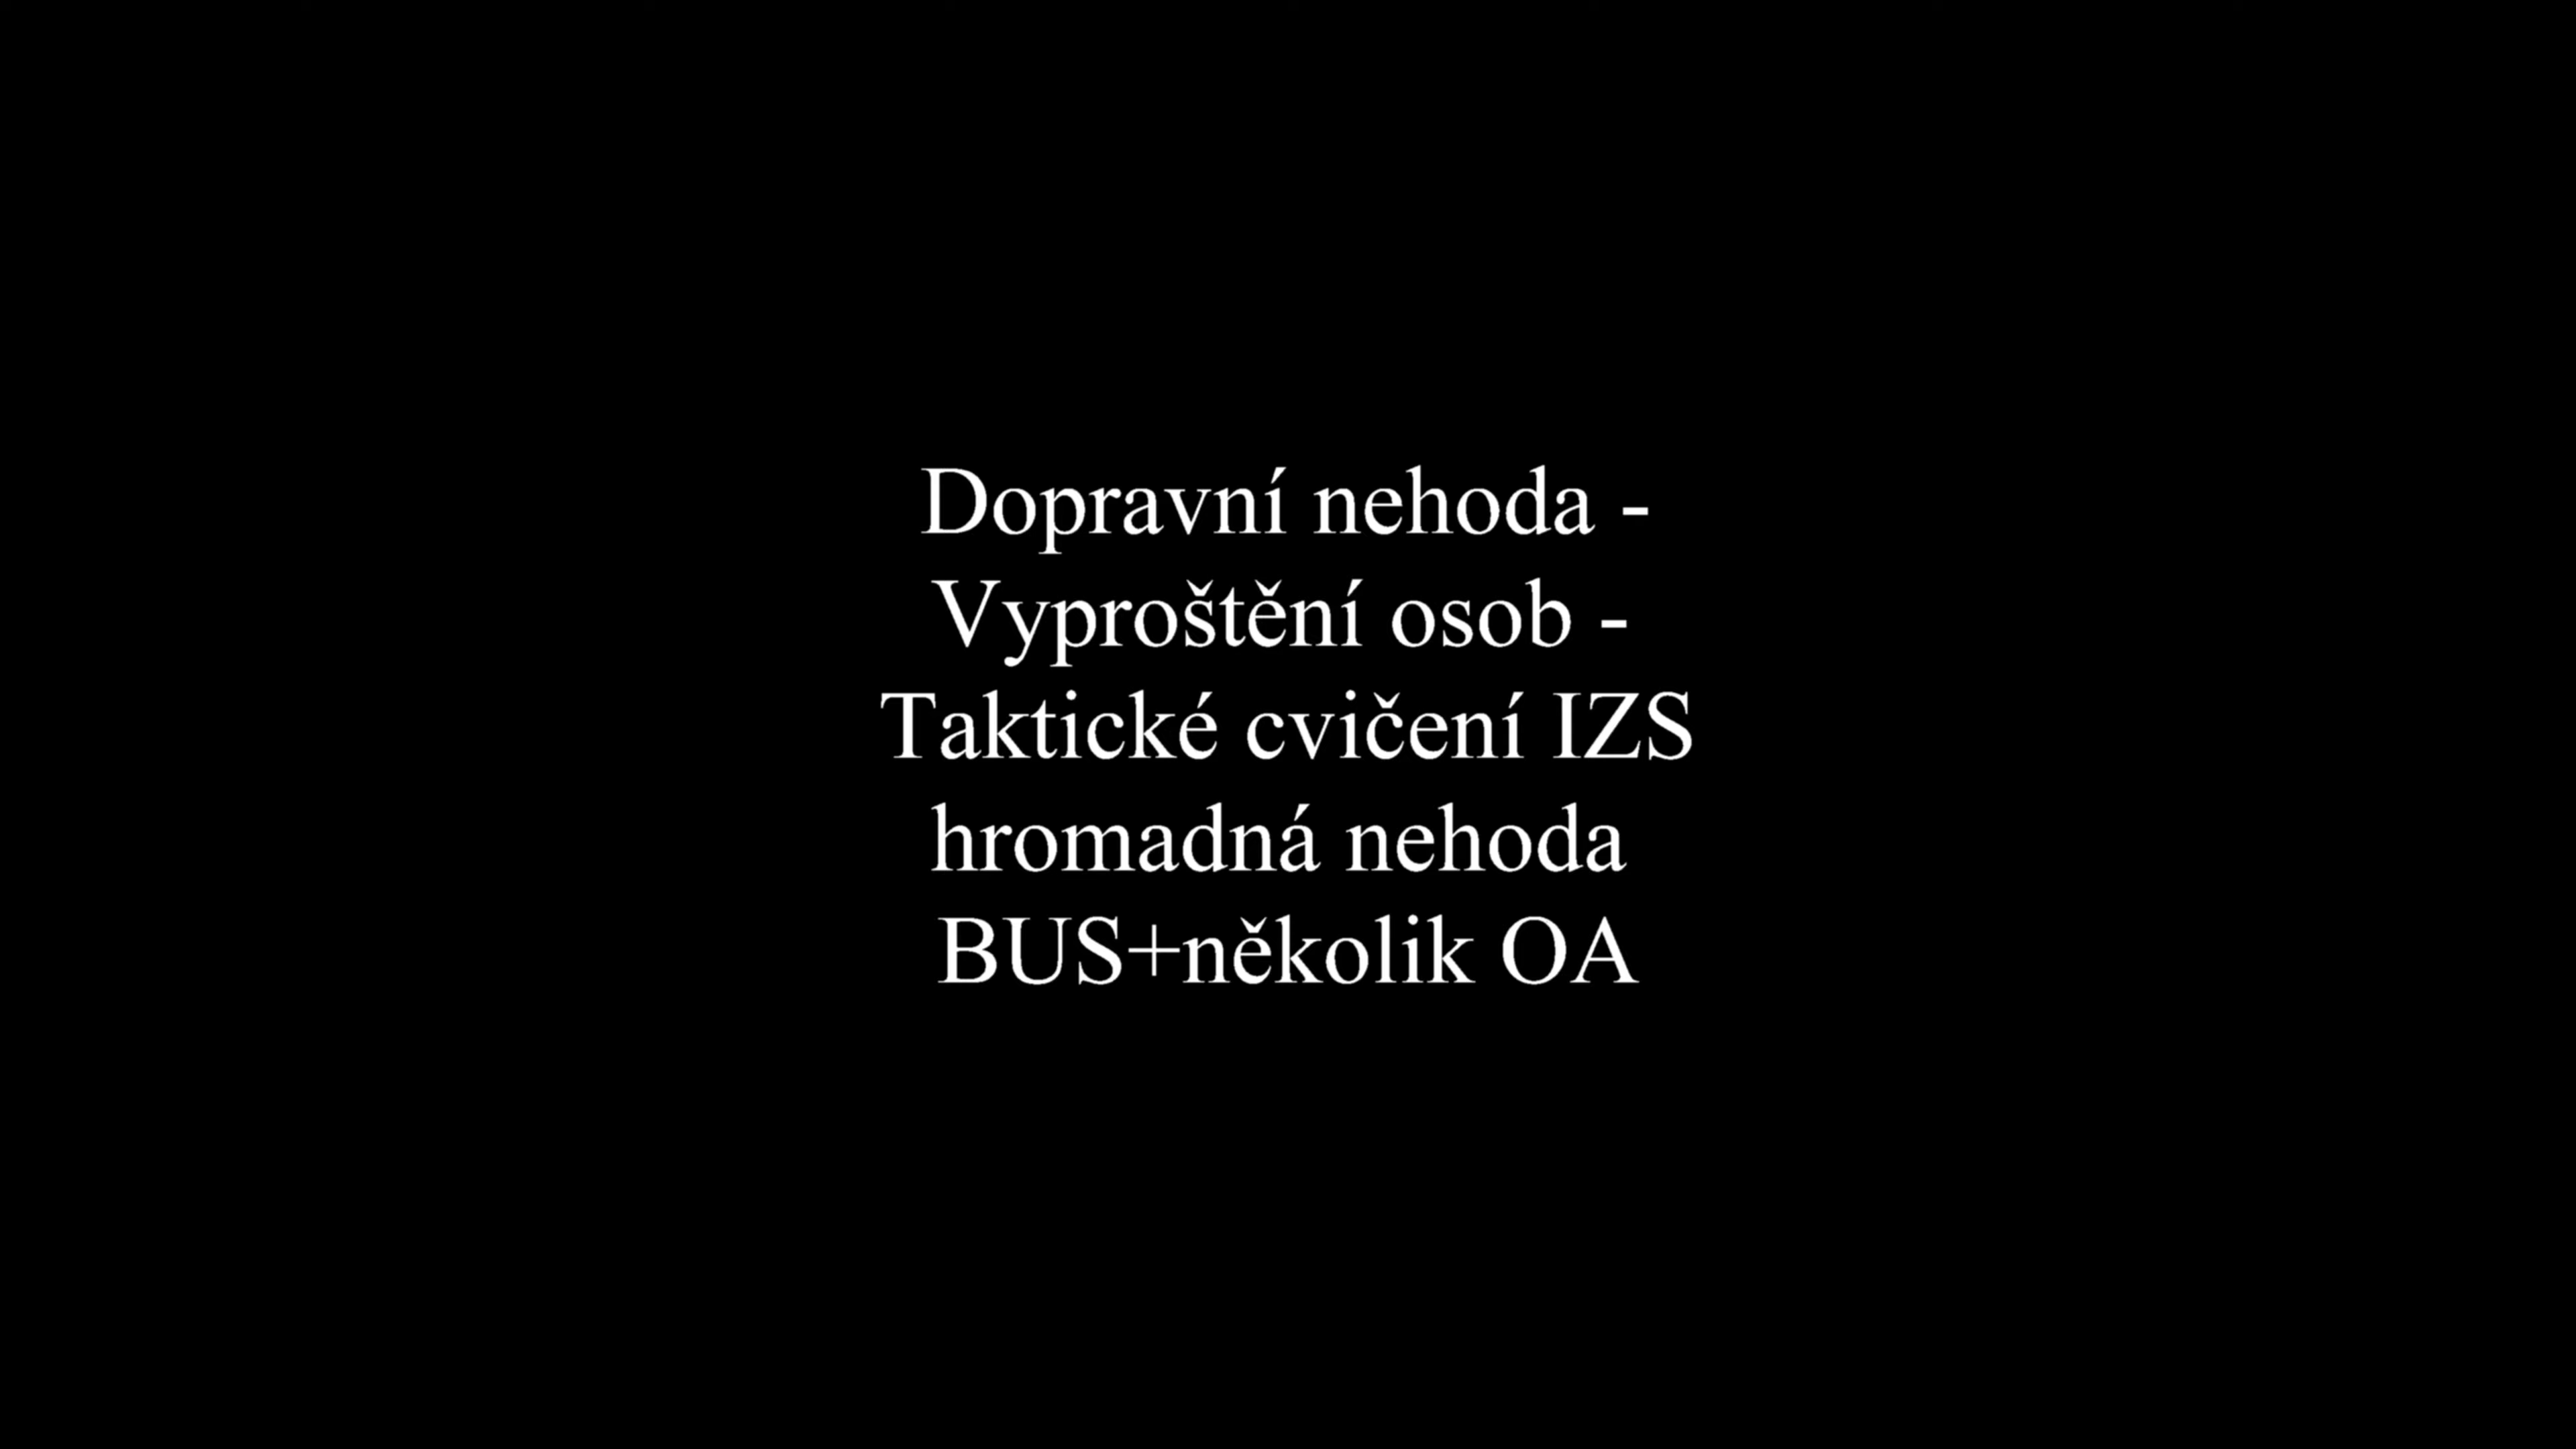 Dopravní nehoda -
Vyproštění osob -
Taktické cvičení IZS
hromadná nehoda
BUS+několik OA